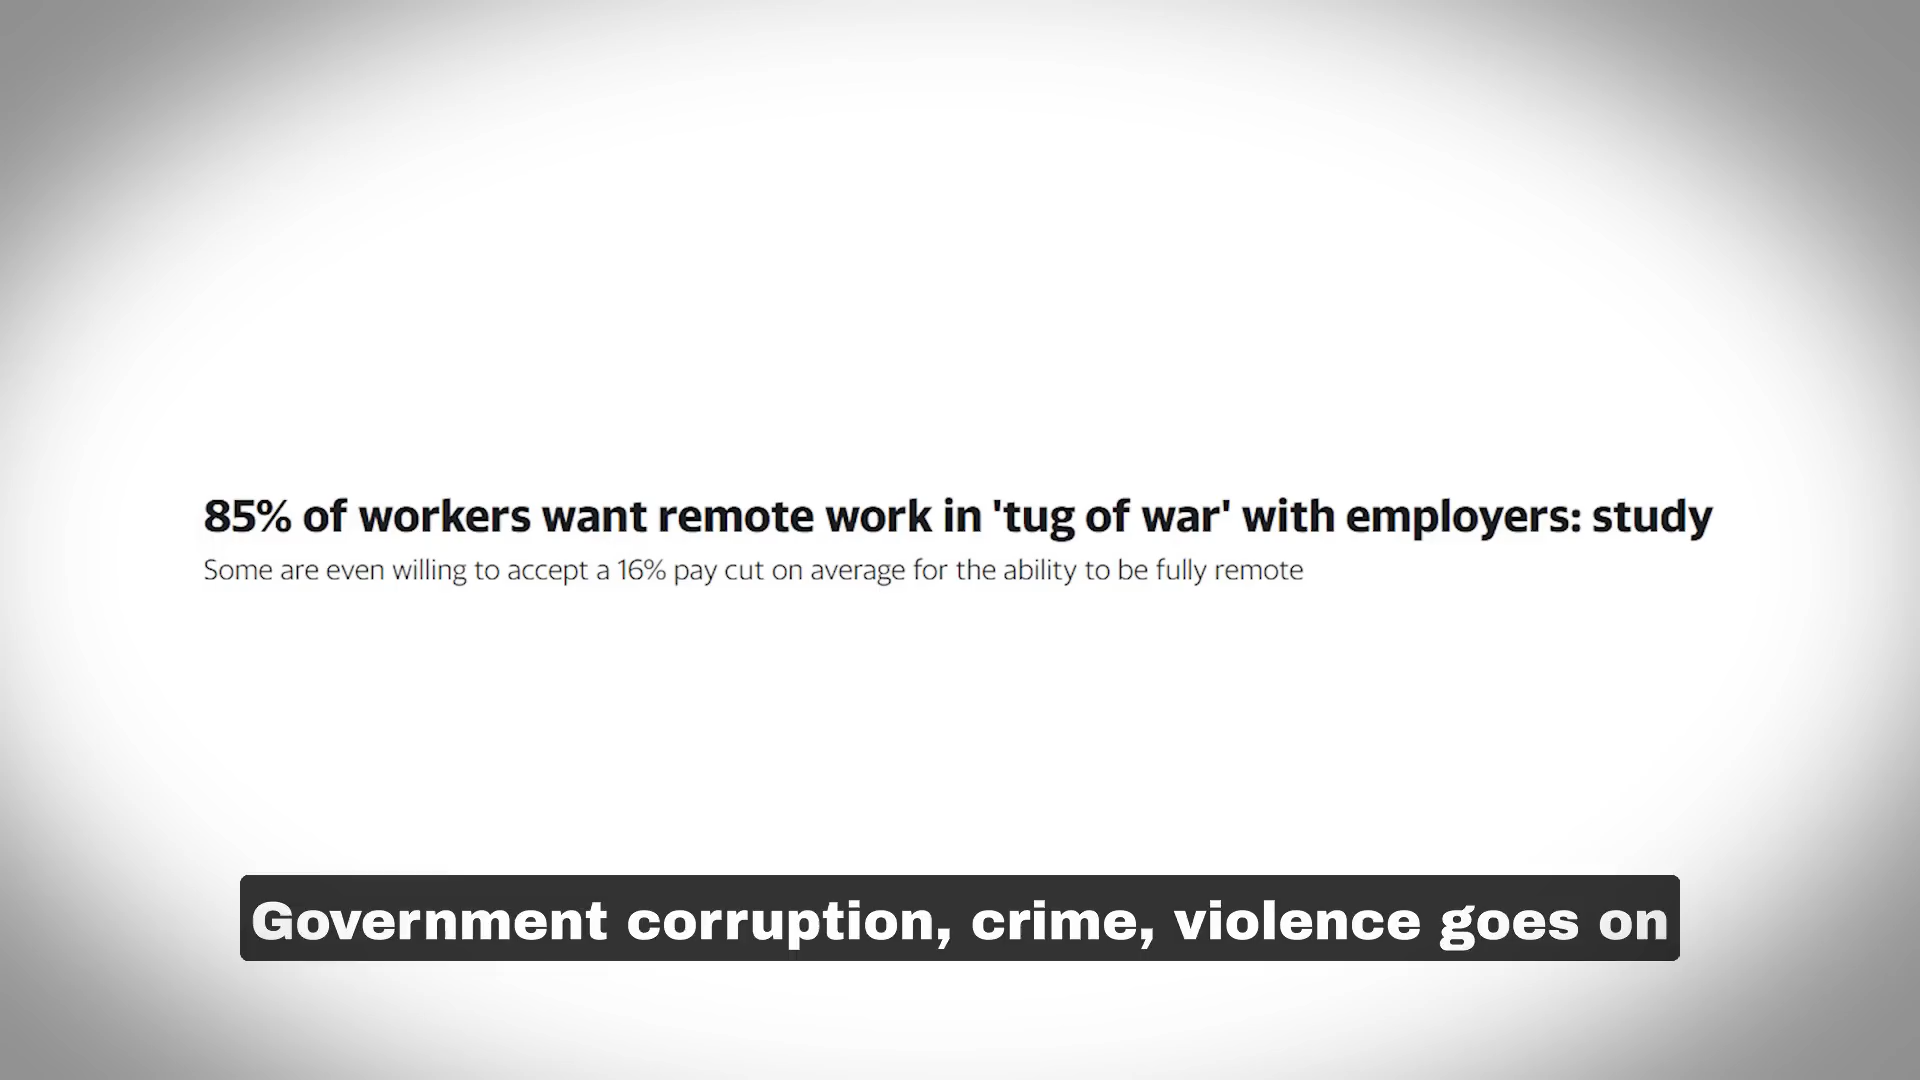 85% of workers want remote work in 'tug of war' with employers: study
Some are even willing to accept a 16% pay cut on average for the ability to be fully remote
Government corruption, crime, violence goes on